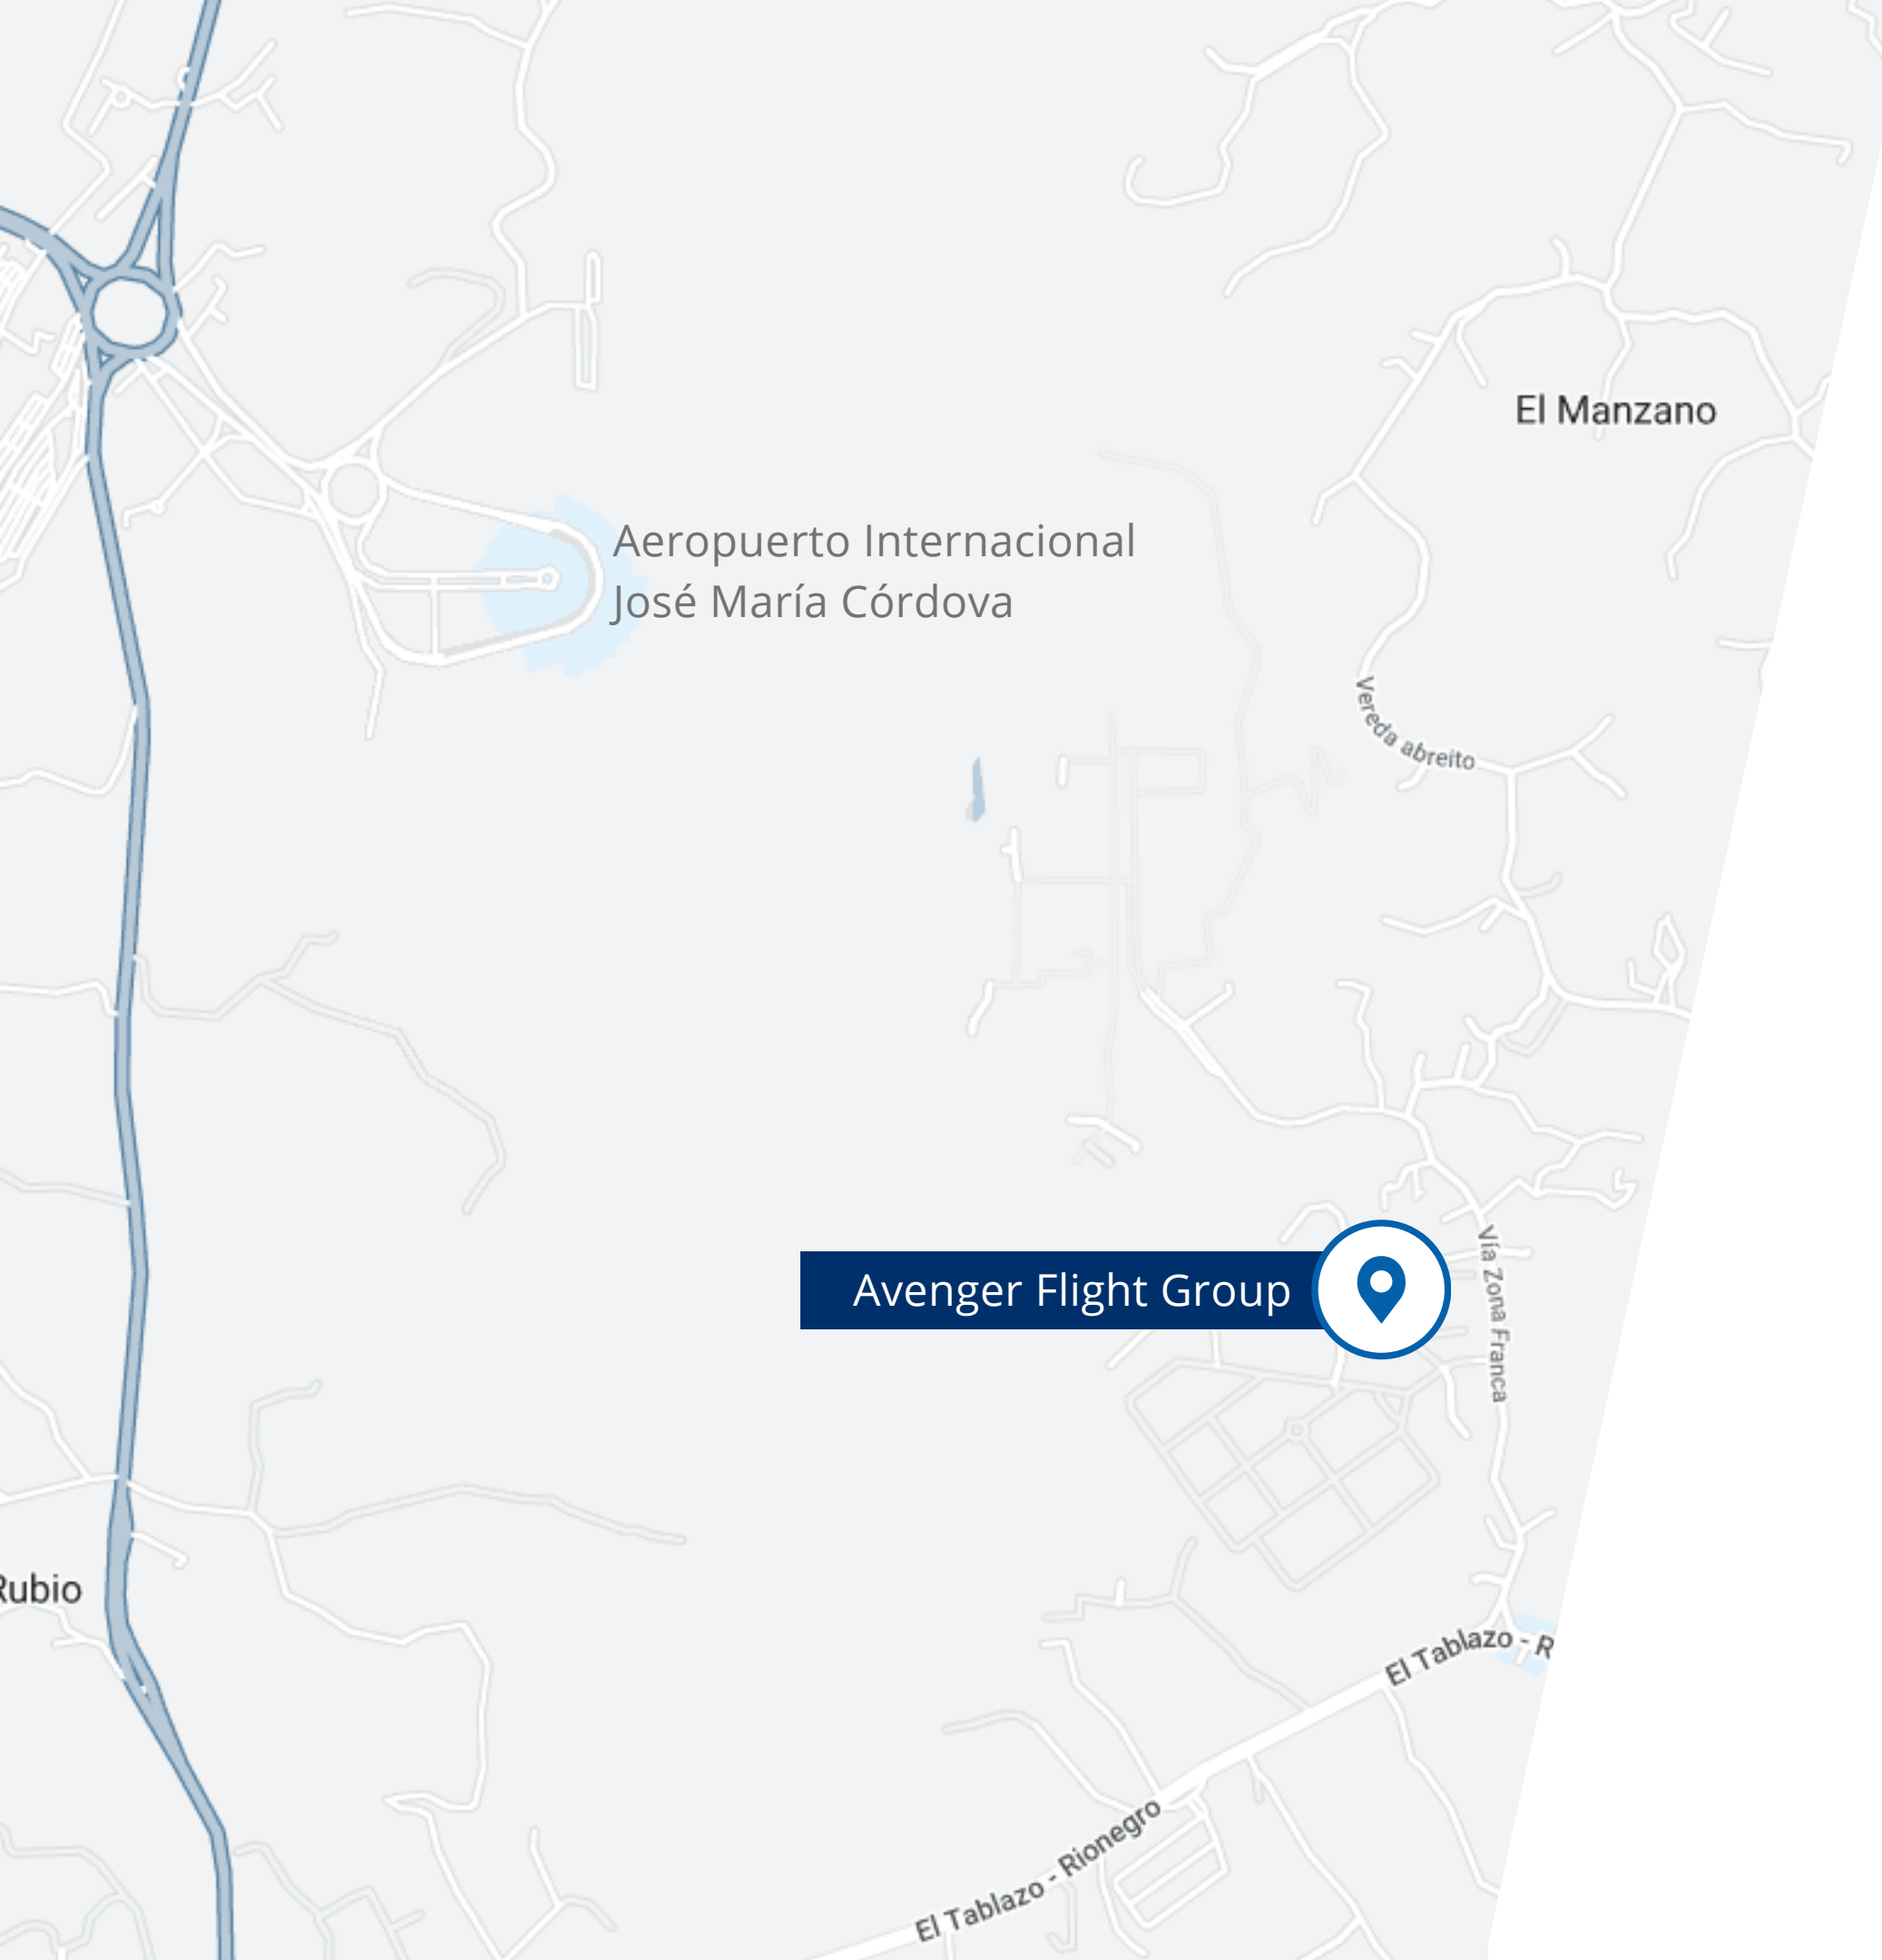 El Manzano
Aeropuerto Internacional
José María Córdova
Vereda abreito
Avenger Flight Group
Vía Zona Franca
Rubio
El Tablazo - R
El Tablazo - Rionegro